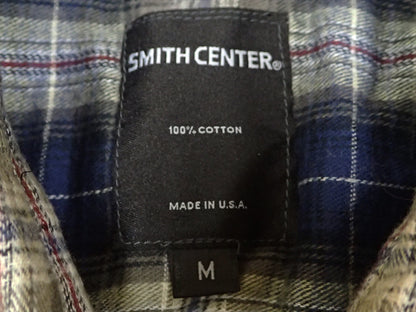 SMITH CENTER®
100% COTTON
MADE IN U.S.A.
M